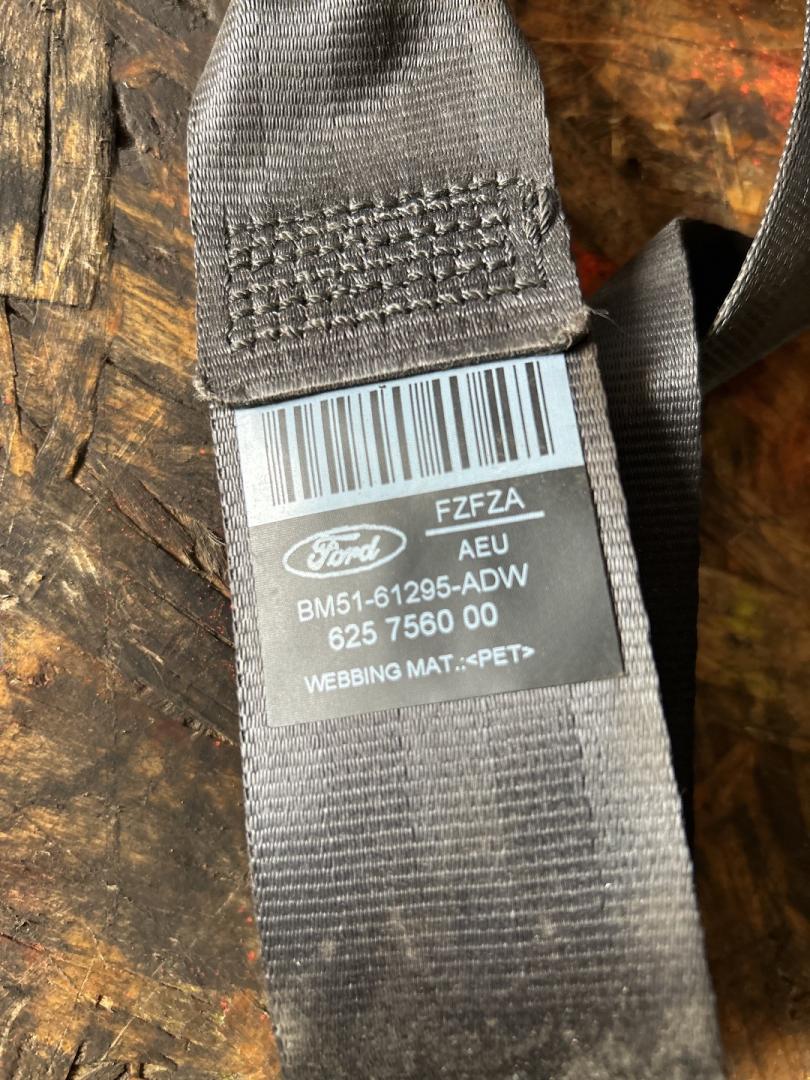 FZFZA
Ford
AEU
BM51-61295-ADW
625 7560 00
WEBBING MAT.:<PET>